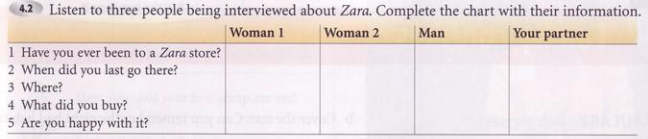 4.2 Listen to three people being interviewed about Zara. Complete the chart with their information.
Woman 1 Woman 2 Man Your partner
1 Have you ever been to a Zara store?
2 When did you last go there?
3 Where?
4 What did you buy?
5 Are you happy with it?